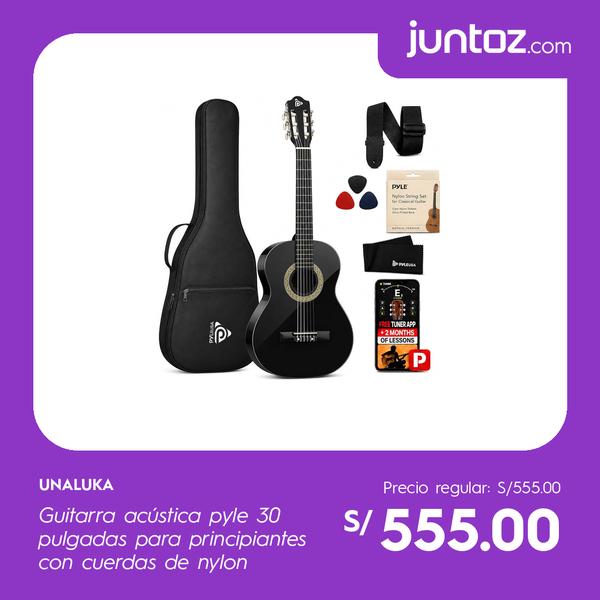 juntoz.com
PYLE
Nylon String Set
for Classical Guitar
PYLEUSA
PYLEUSA
E
FREE TUNER APP
+ 2 MONTHS
OF LESSONS
P
UNALUKA
Guitarra acústica pyle 30
pulgadas para principiantes
con cuerdas de nylon
Precio regular: S/555.00
S/ 555.00